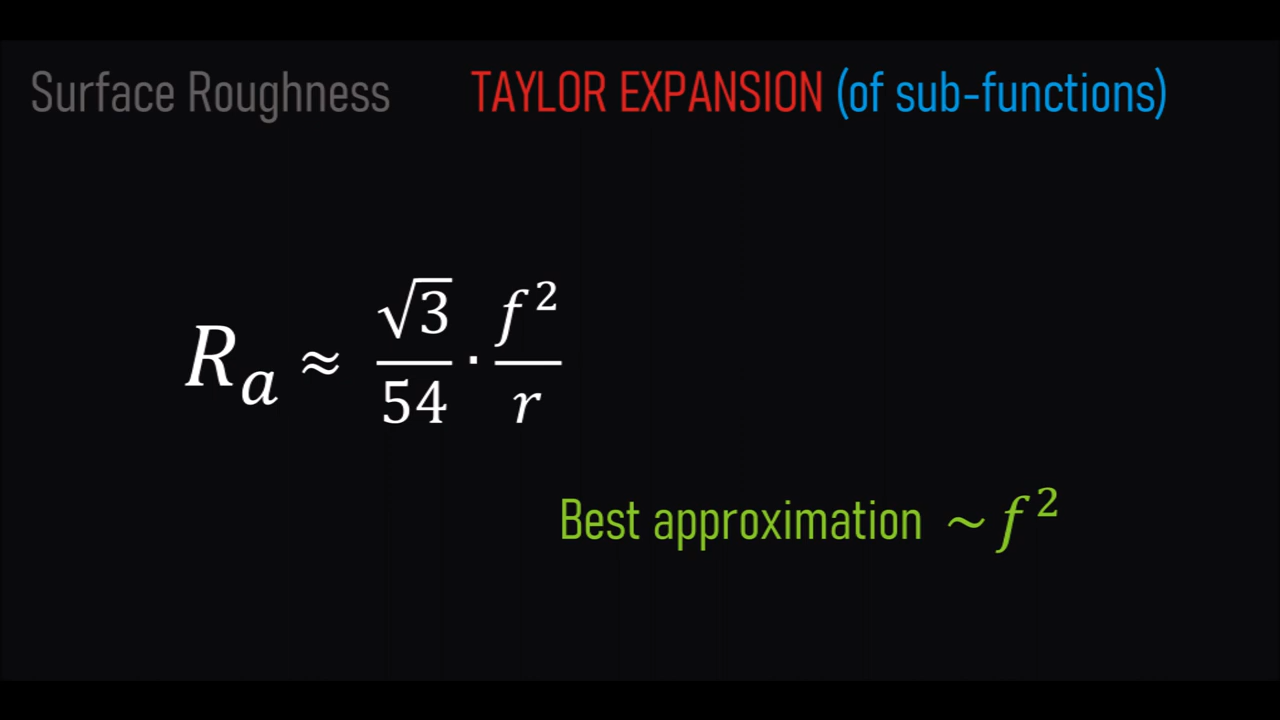 Surface Roughness TAYLOR EXPANSION (of sub-functions)
Rₐ ≈ √3/54 · f²/r
Best approximation ~ f²